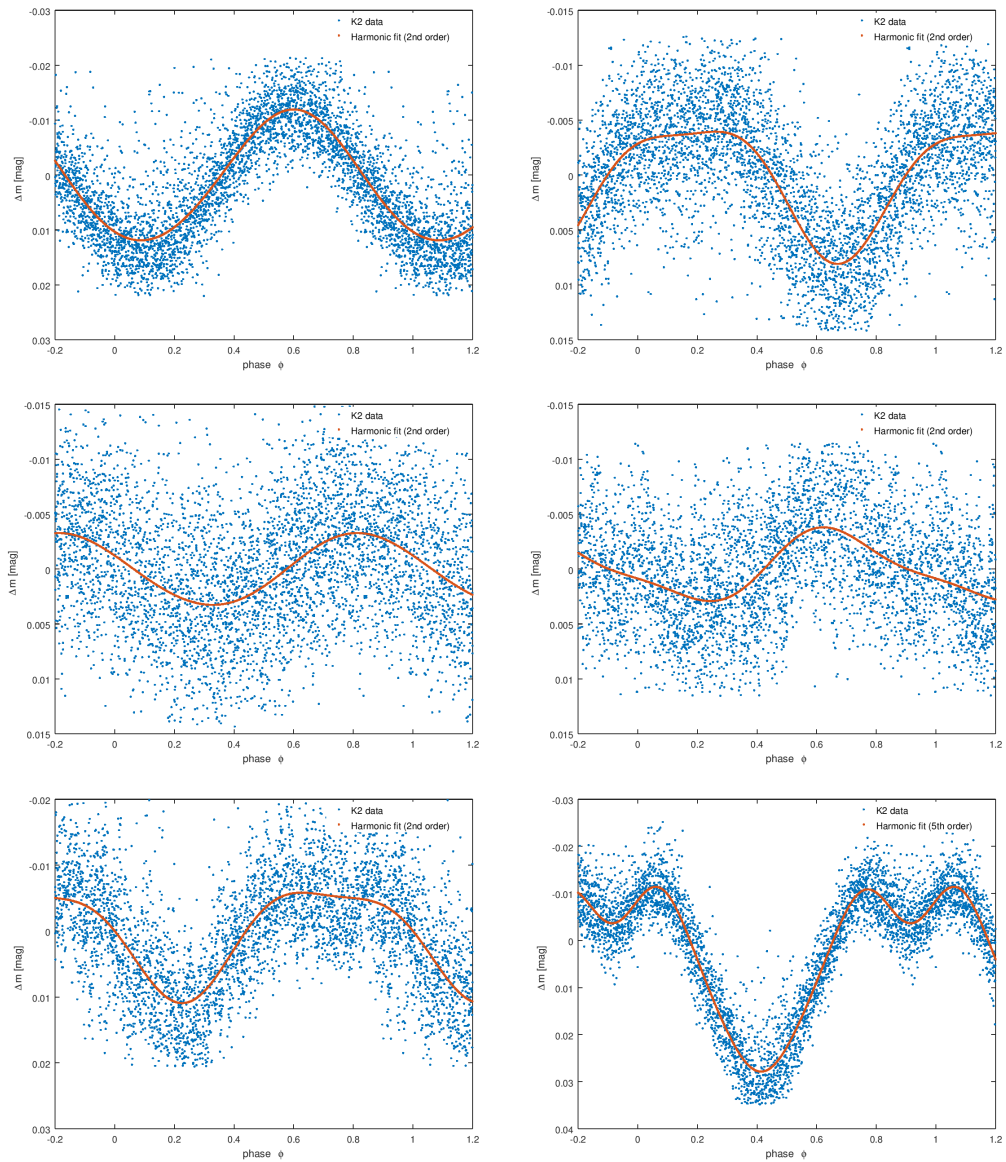 -0.03
K2 data
Harmonic fit (2nd order)
-0.02
-0.01
Δm [mag]
0
0.01
0.02
0.03
-0.2 0 0.2 0.4 0.6 0.8 1 1.2
phase ϕ
-0.015
K2 data
Harmonic fit (2nd order)
-0.01
-0.005
Δm [mag]
0
0.005
0.01
0.015
-0.2 0 0.2 0.4 0.6 0.8 1 1.2
phase ϕ
-0.015
K2 data
Harmonic fit (2nd order)
-0.01
-0.005
Δm [mag]
0
0.005
0.01
0.015
-0.2 0 0.2 0.4 0.6 0.8 1 1.2
phase ϕ
-0.015
K2 data
Harmonic fit (2nd order)
-0.01
-0.005
Δm [mag]
0
0.005
0.01
0.015
-0.2 0 0.2 0.4 0.6 0.8 1 1.2
phase ϕ
-0.02
K2 data
Harmonic fit (2nd order)
-0.01
Δm [mag]
0
0.01
0.02
0.03
-0.2 0 0.2 0.4 0.6 0.8 1 1.2
phase ϕ
-0.03
K2 data
Harmonic fit (5th order)
-0.02
-0.01
Δm [mag]
0
0.01
0.02
0.03
0.04
-0.2 0 0.2 0.4 0.6 0.8 1 1.2
phase ϕ